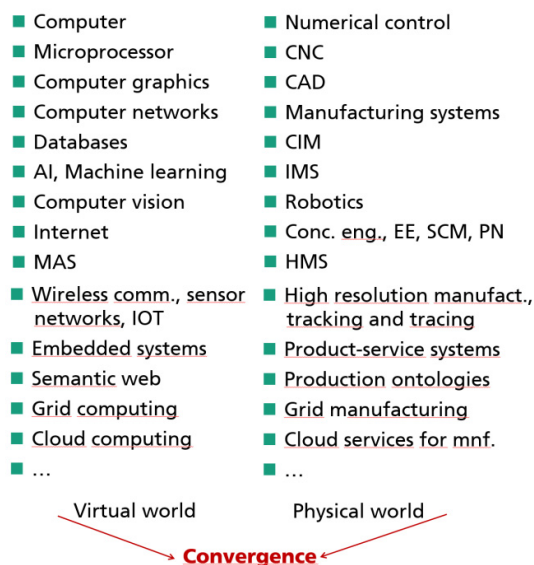 Computer
Microprocessor
Computer graphics
Computer networks
Databases
AI, Machine learning
Computer vision
Internet
MAS
Wireless comm., sensor
networks, IOT
Embedded systems
Semantic web
Grid computing
Cloud computing
…
Virtual world
Numerical control
CNC
CAD
Manufacturing systems
CIM
IMS
Robotics
Conc. eng., EE, SCM, PN
HMS
High resolution manufact.,
tracking and tracing
Product-service systems
Production ontologies
Grid manufacturing
Cloud services for mnf.
…
Physical world
Convergence